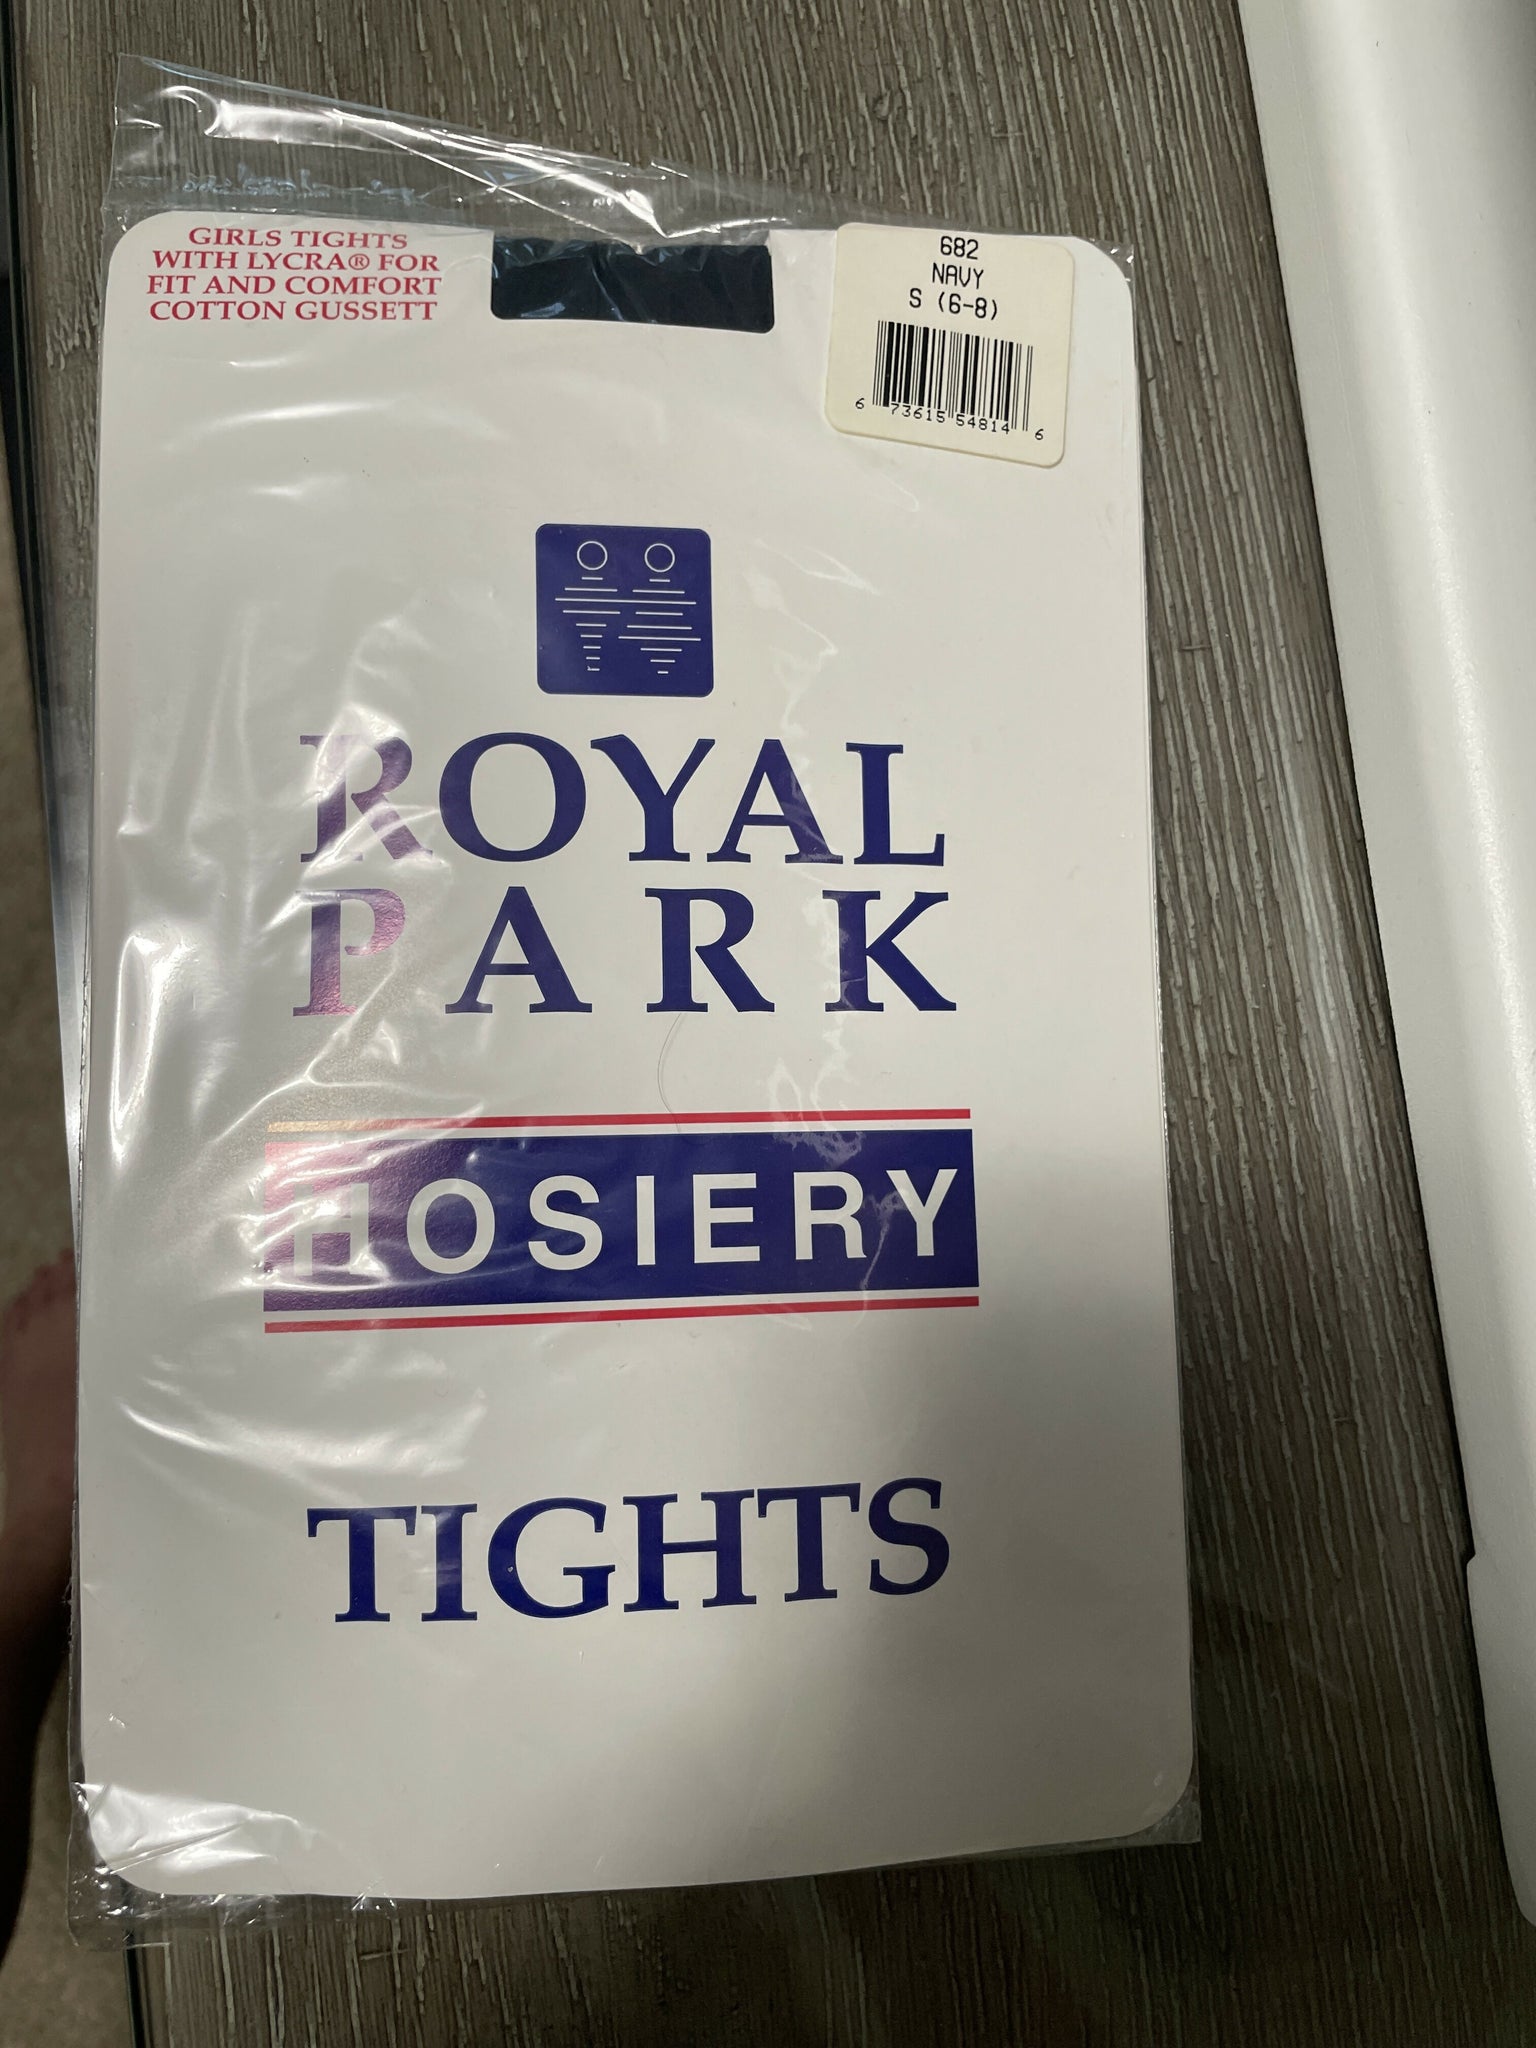 GIRLS TIGHTS
WITH LYCRA® FOR
FIT AND COMFORT
COTTON GUSSETT
682
NAVY
S (6-8)
6 73615 54814 6
ROYAL
PARK
HOSIERY
TIGHTS